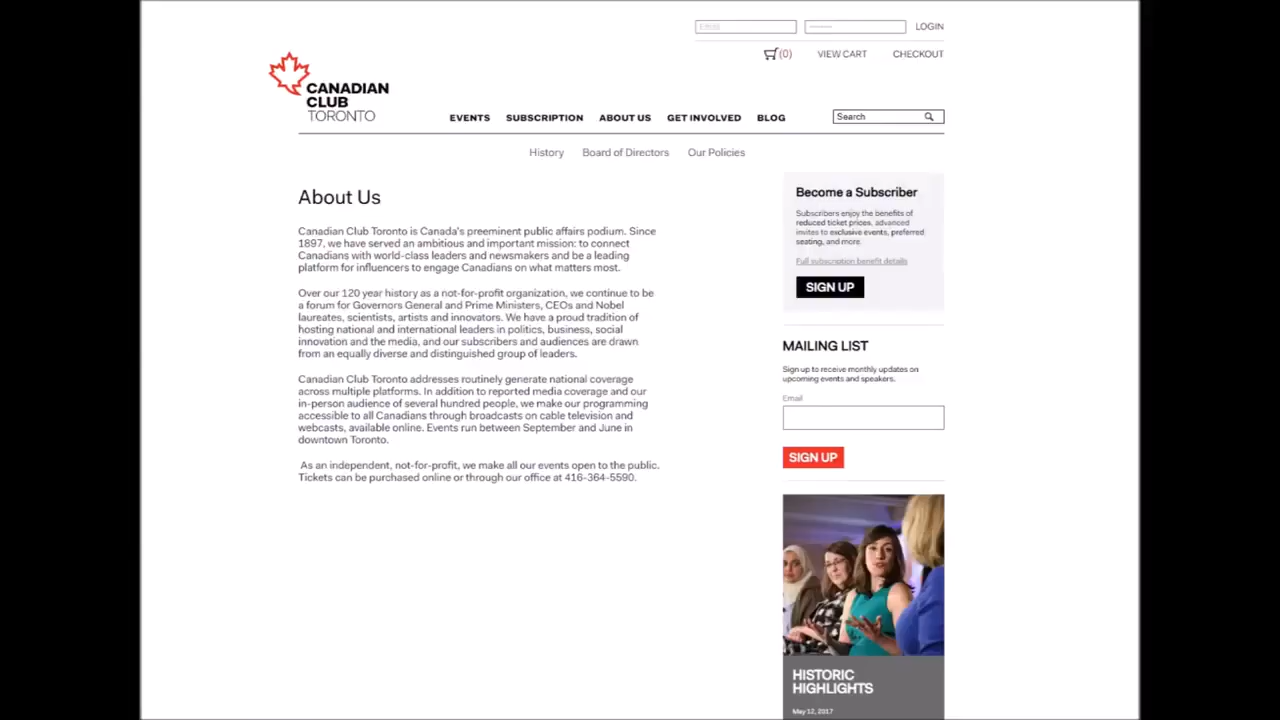 Email
LOGIN
(0) VIEW CART CHECKOUT
CANADIAN
CLUB
TORONTO
EVENTS SUBSCRIPTION ABOUT US GET INVOLVED BLOG
Search
History Board of Directors Our Policies
About Us
Canadian Club Toronto is Canada's preeminent public affairs podium. Since
1897, we have served an ambitious and important mission: to connect
Canadians with world-class leaders and newsmakers and be a leading
platform for influencers to engage Canadians on what matters most.
Over our 120 year history as a not-for-profit organization, we continue to be
a forum for Governors General and Prime Ministers, CEOs and Nobel
laureates, scientists, artists and innovators. We have a proud tradition of
hosting national and international leaders in politics, business, social
innovation and the media, and our subscribers and audiences are drawn
from an equally diverse and distinguished group of leaders.
Canadian Club Toronto addresses routinely generate national coverage
across multiple platforms. In addition to reported media coverage and our
in-person audience of several hundred people, we make our programming
accessible to all Canadians through broadcasts on cable television and
webcasts, available online. Events run between September and June in
downtown Toronto.
As an independent, not-for-profit, we make all our events open to the public.
Tickets can be purchased online or through our office at 416-364-5590.
Become a Subscriber
Subscribers enjoy the benefits of
reduced ticket prices, advanced
invites to exclusive events, preferred
seating, and more.
Full subscription benefit details
SIGN UP
MAILING LIST
Sign up to receive monthly updates on
upcoming events and speakers.
Email
SIGN UP
HISTORIC
HIGHLIGHTS
May 12, 2017